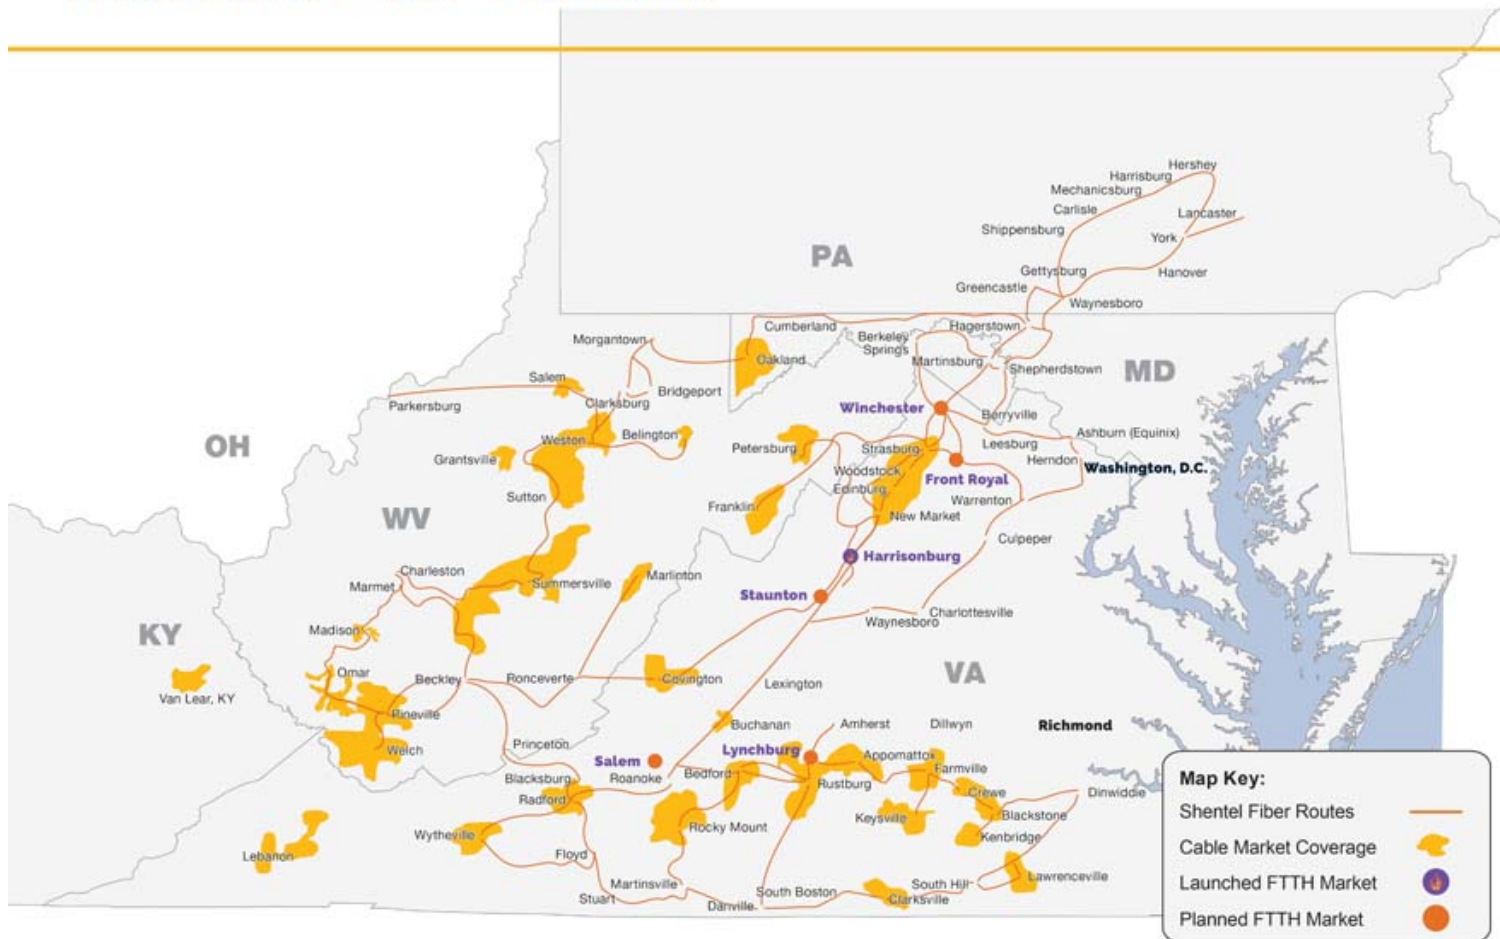 Hershey
Harrisburg
Mechanicsburg
Carlisle
Lancaster
Shippensburg
York
PA
Gettysburg
Hanover
Greencastle
Waynesboro
Cumberland
Hagerstown
Morgantown
Berkeley
Springs
Oakland
Martinsburg
Shepherdstown
MD
Salem
Bridgeport
Clarksburg
Parkersburg
Winchester
Berryville
Weston
Belington
Petersburg
Strasburg
Leesburg
Ashburn (Equinix)
OH
Grantsville
Herndon
Washington, D.C.
Woodstock
Front Royal
Edinburg
Sutton
Franklin
Warrenton
WV
New Market
Culpeper
Harrisonburg
Charleston
Marmet
Summersville
Marlinton
Staunton
Charlottesville
Waynesboro
KY
Madison
Omar
Beckley
Ronceverte
Covington
Lexington
VA
Van Lear, KY
Pineville
Buchanan
Amherst
Dillwyn
Richmond
Welch
Princeton
Salem
Lynchburg
Appomattox
Blacksburg
Roanoke
Bedford
Farmville
Rustburg
Radford
Crewe
Dinwiddie
Wytheville
Rocky Mount
Keysville
Blackstone
Kenbridge
Lebanon
Floyd
Martinsville
South Boston
South Hill
Lawrenceville
Stuart
Danville
Clarksville
Map Key:
Shentel Fiber Routes
Cable Market Coverage
Launched FTTH Market
Planned FTTH Market